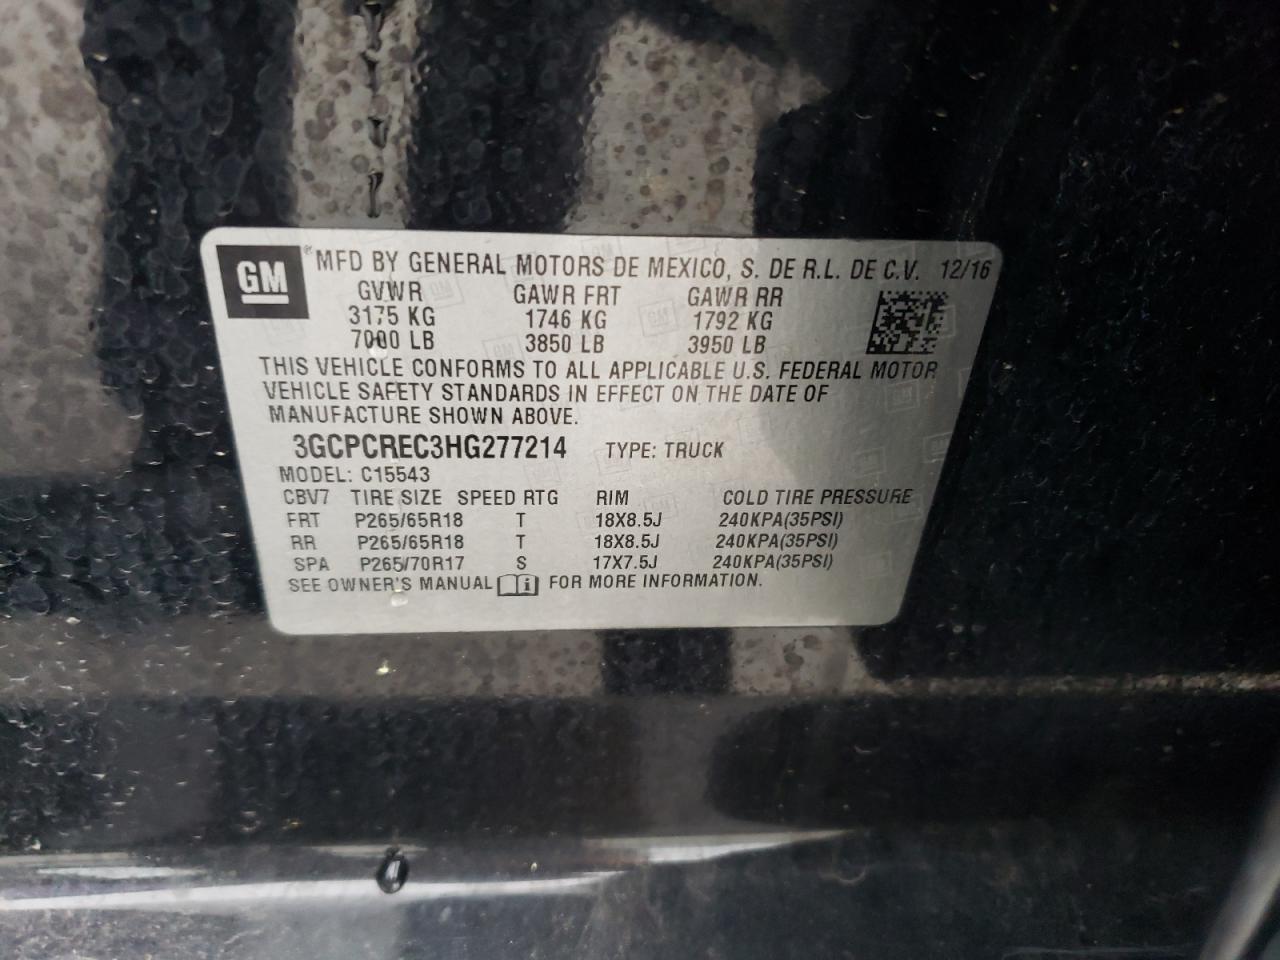 GM
MFD BY GENERAL MOTORS DE MEXICO, S. DE R.L. DE C.V. 12/16
GVWR GAWR FRT GAWR RR
3175 KG 1746 KG 1792 KG
7000 LB 3850 LB 3950 LB
THIS VEHICLE CONFORMS TO ALL APPLICABLE U.S. FEDERAL MOTOR
VEHICLE SAFETY STANDARDS IN EFFECT ON THE DATE OF
MANUFACTURE SHOWN ABOVE.
3GCPCREC3HG277214 TYPE: TRUCK
MODEL: C15543
CBV7 TIRE SIZE SPEED RTG RIM COLD TIRE PRESSURE
FRT P265/65R18 T 18X8.5J 240KPA(35PSI)
RR P265/65R18 T 18X8.5J 240KPA(35PSI)
SPA P265/70R17 S 17X7.5J 240KPA(35PSI)
SEE OWNER'S MANUAL i FOR MORE INFORMATION.